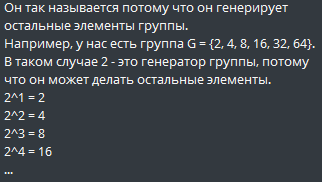 Он так называется потому что он генерирует
остальные элементы группы.
Например, у нас есть группа G = {2, 4, 8, 16, 32, 64}.
В таком случае 2 - это генератор группы, потому
что он может делать остальные элементы.
2^1 = 2
2^2 = 4
2^3 = 8
2^4 = 16
...